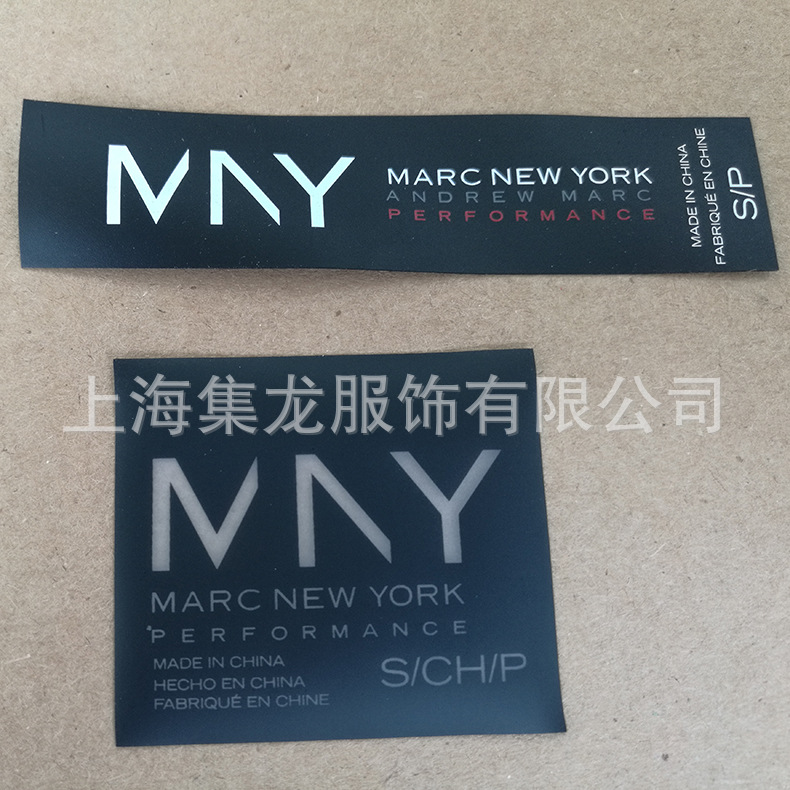 MNY
MARC NEW YORK
ANDREW MARC
PERFORMANCE
MADE IN CHINA
FABRIQUÉ EN CHINE
S/P
上海集龙服饰有限公司
MNY
MARC NEW YORK
PERFORMANCE
MADE IN CHINA
HECHO EN CHINA
FABRIQUÉ EN CHINE
S/CH/P